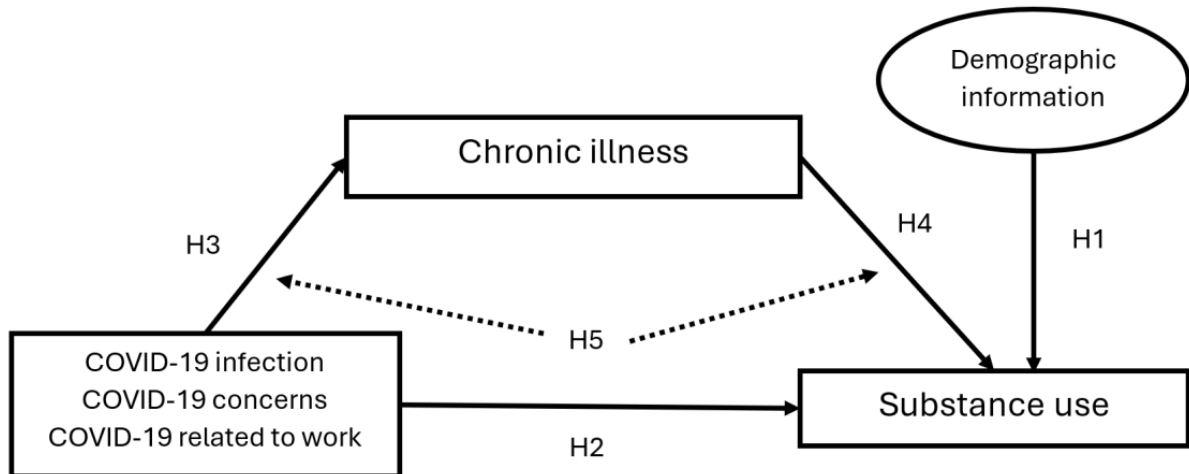 Demographic
information
Chronic illness
H3
H4
H1
H5
COVID-19 infection
COVID-19 concerns
COVID-19 related to work
Substance use
H2